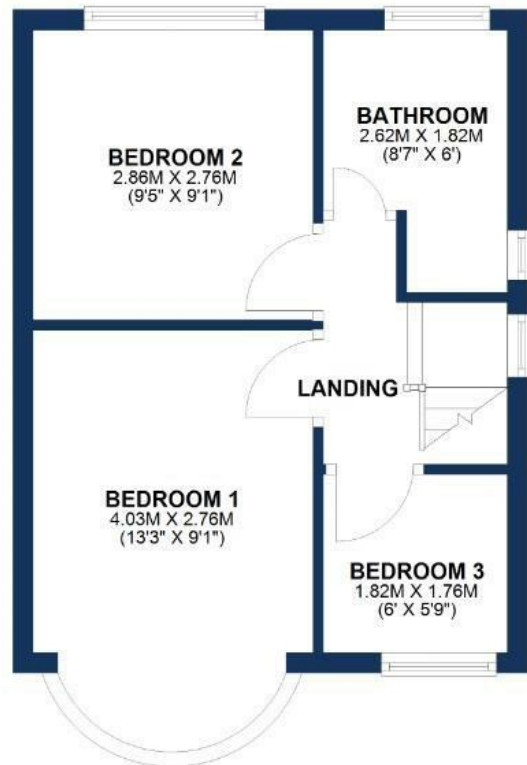 BATHROOM
2.62M X 1.82M
(8'7" X 6')
BEDROOM 2
2.86M X 2.76M
(9'5" X 9'1")
LANDING
BEDROOM 1
4.03M X 2.76M
(13'3" X 9'1")
BEDROOM 3
1.82M X 1.76M
(6' X 5'9")